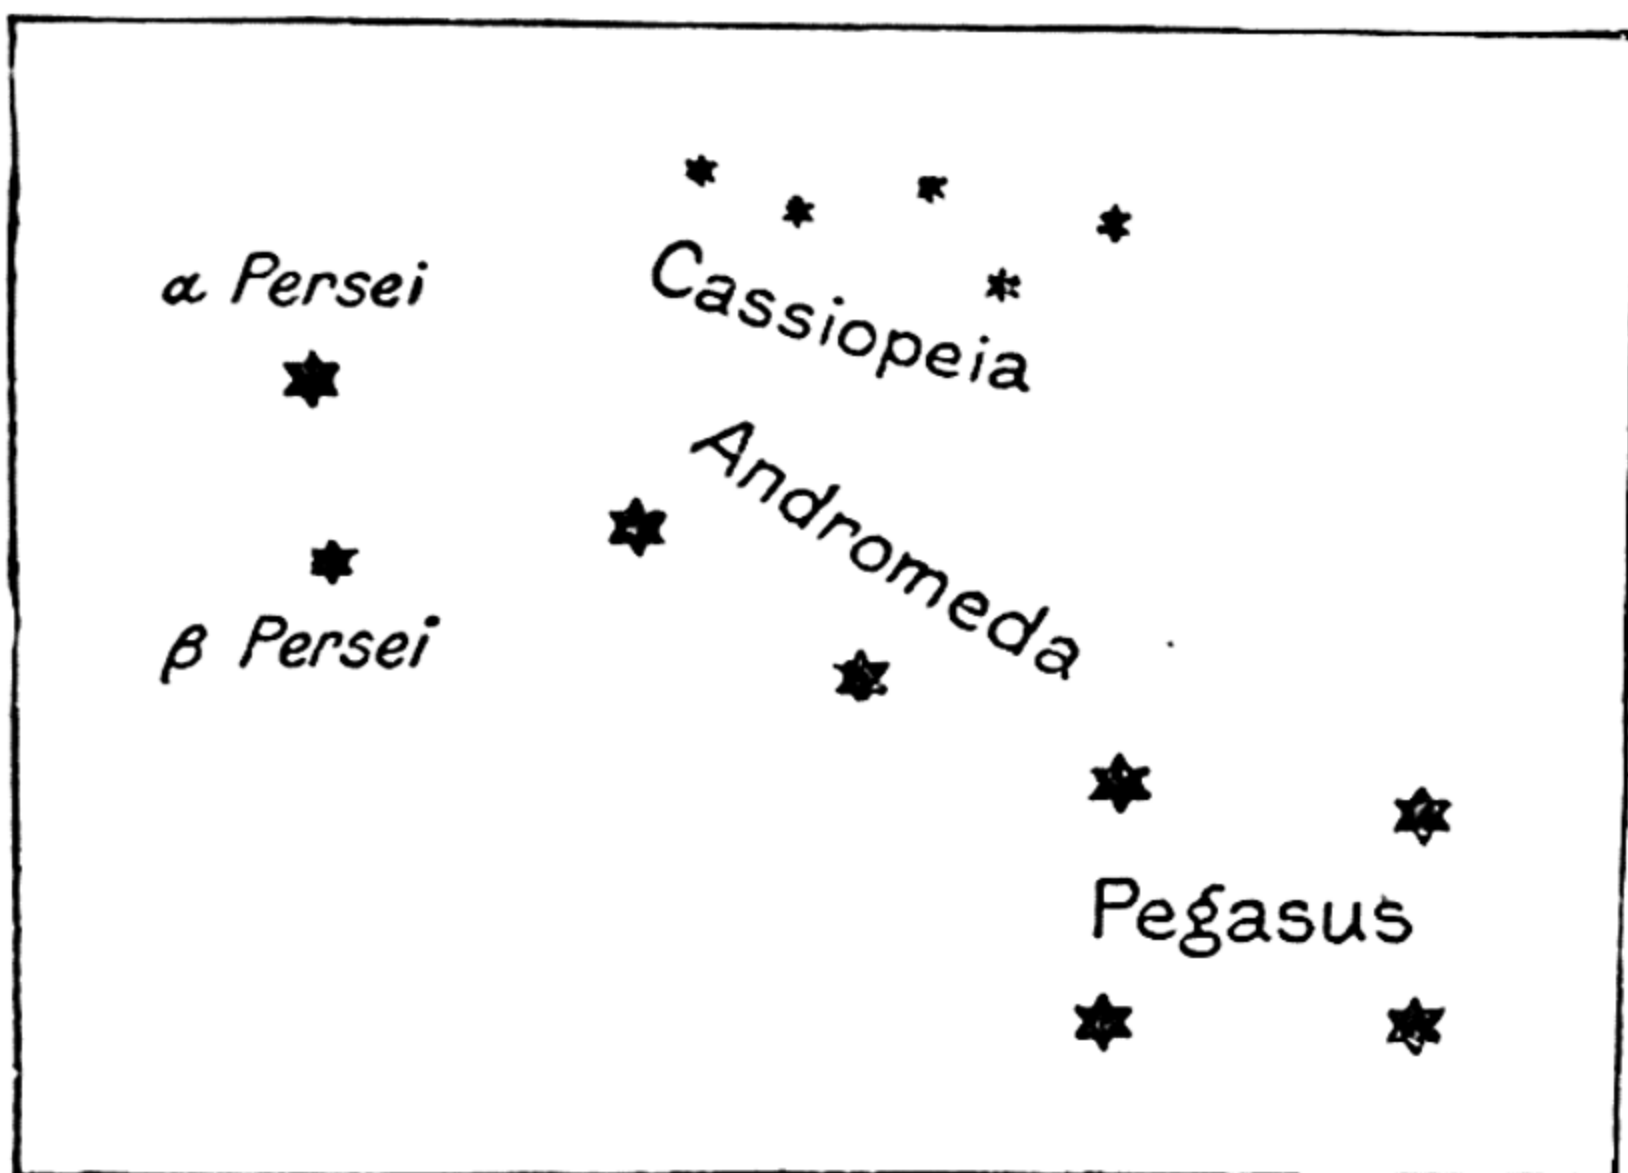 α Persei
Cassiopeia
Andromeda
β Persei
Pegasus